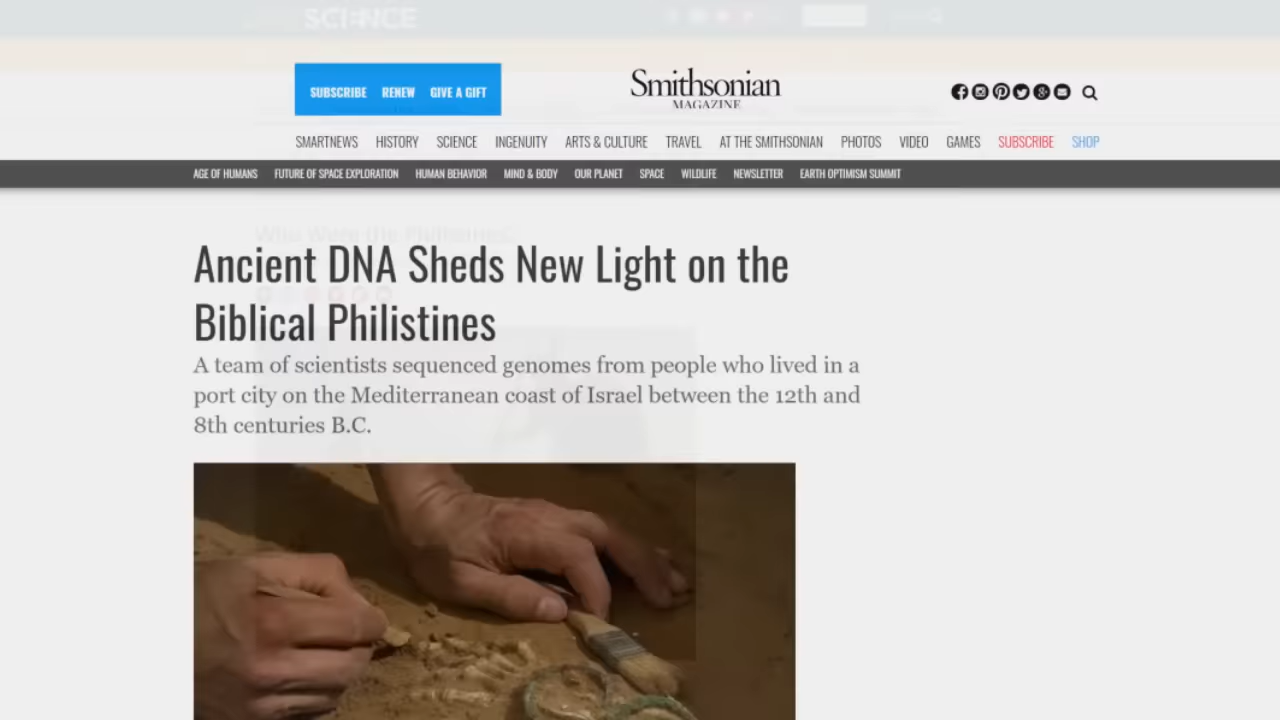 SCIENCE
SUBSCRIBE RENEW GIVE A GIFT
Smithsonian
MAGAZINE
SMARTNEWS HISTORY SCIENCE INGENUITY ARTS & CULTURE TRAVEL AT THE SMITHSONIAN PHOTOS VIDEO GAMES SUBSCRIBE SHOP
AGE OF HUMANS FUTURE OF SPACE EXPLORATION HUMAN BEHAVIOR MIND & BODY OUR PLANET SPACE WILDLIFE NEWSLETTER EARTH OPTIMISM SUMMIT
Who Were the Philistines
Ancient DNA Sheds New Light on the
Biblical Philistines
A team of scientists sequenced genomes from people who lived in a
port city on the Mediterranean coast of Israel between the 12th and
8th centuries B.C.